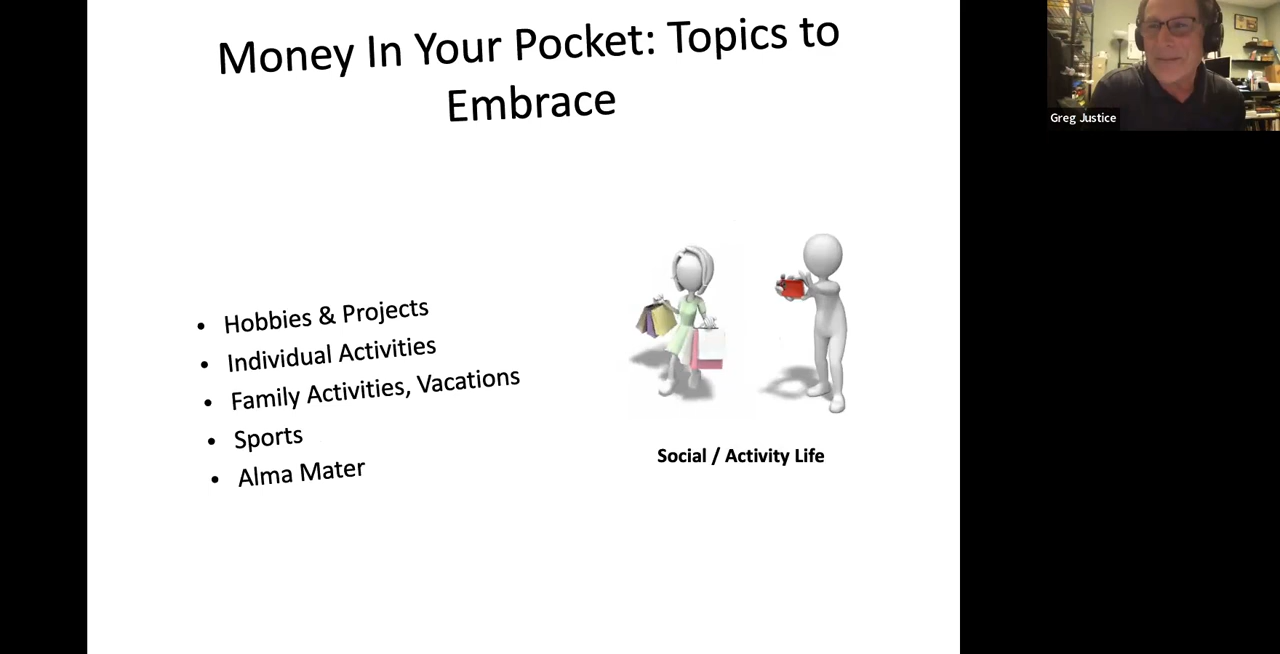 Money In Your Pocket: Topics to
Embrace
• Hobbies & Projects
• Individual Activities
• Family Activities, Vacations
• Sports
• Alma Mater
Social / Activity Life
Greg Justice